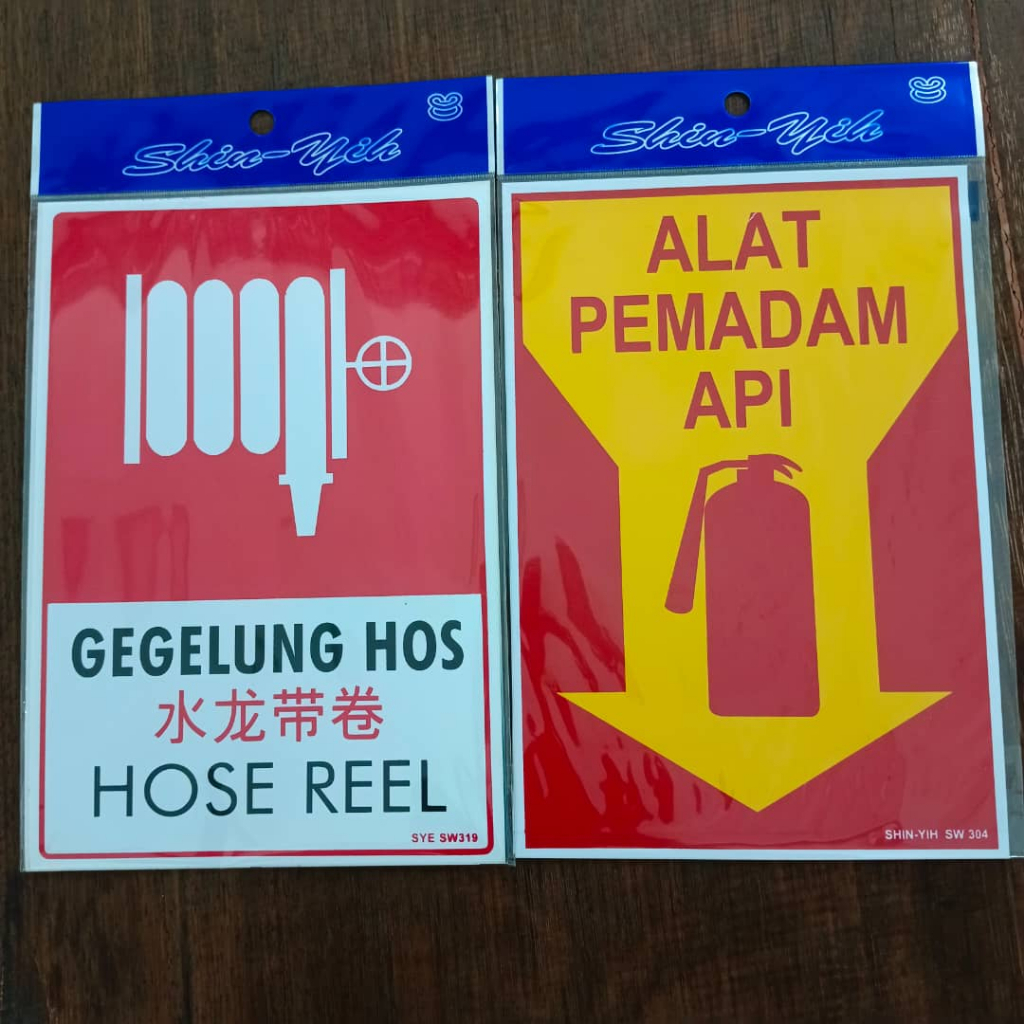 Shin-Yih
GEGELUNG HOS
水龙带卷
HOSE REEL
SYE SW319
Shin-Yih
ALAT
PEMADAM
API
SHIN-YIH SW 304